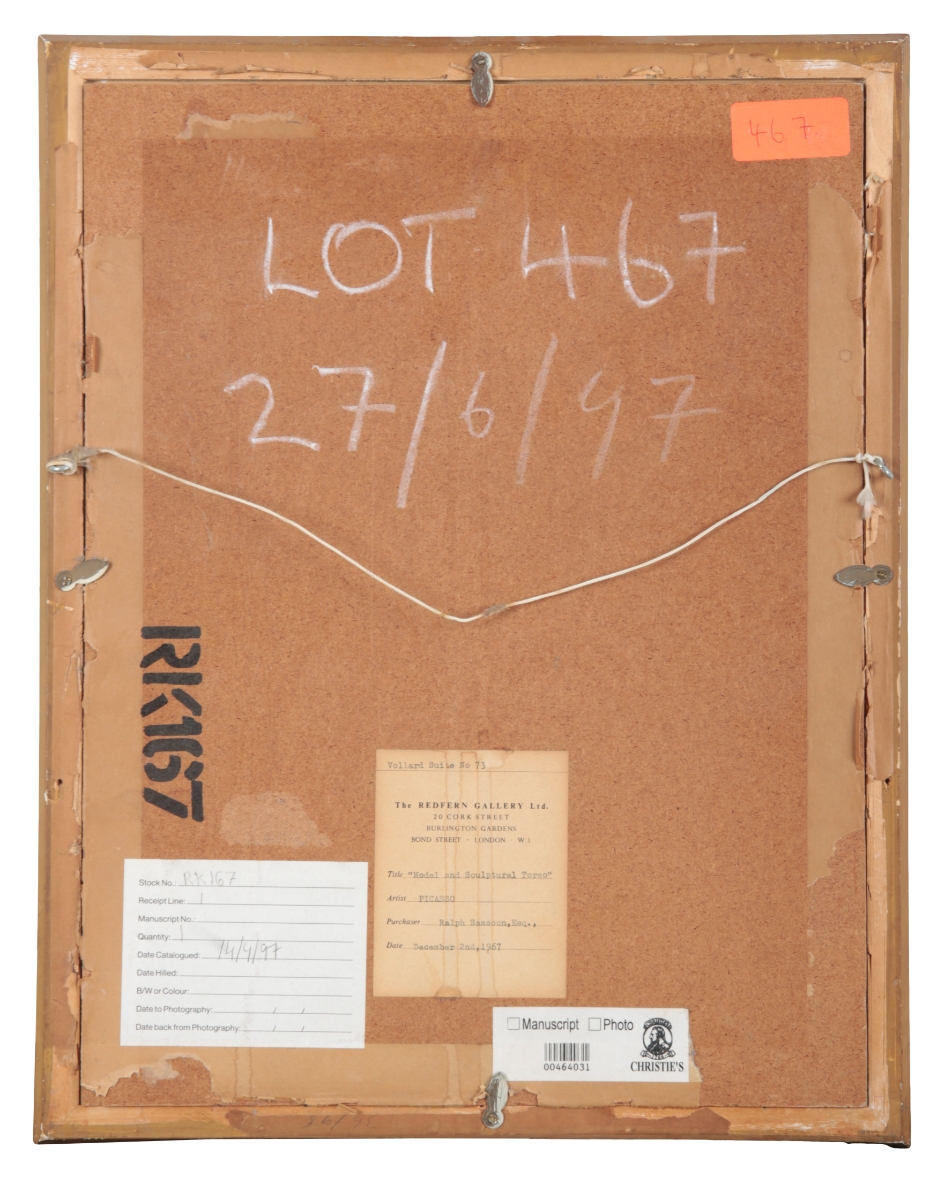 467
LOT 467
27/6/97
RK167
Vollard Suite No 73
The REDFERN GALLERY Ltd.
20 CORK STREET
BURLINGTON GARDENS
BOND STREET · LONDON · W.1
Title "Model and Sculptural Torso"
Artist PICASSO
Purchaser Ralph Sassoon,Esq.,
Date December 2nd,1967
Stock No.: RK167
Receipt Line: 1
Manuscript No.:
Quantity: 1
Date Catalogued: 14/4/97
Date Hilled:
B/W or Colour:
Date to Photography: / /
Date back from Photography: / /
Manuscript Photo
00464031
CHRISTIE'S